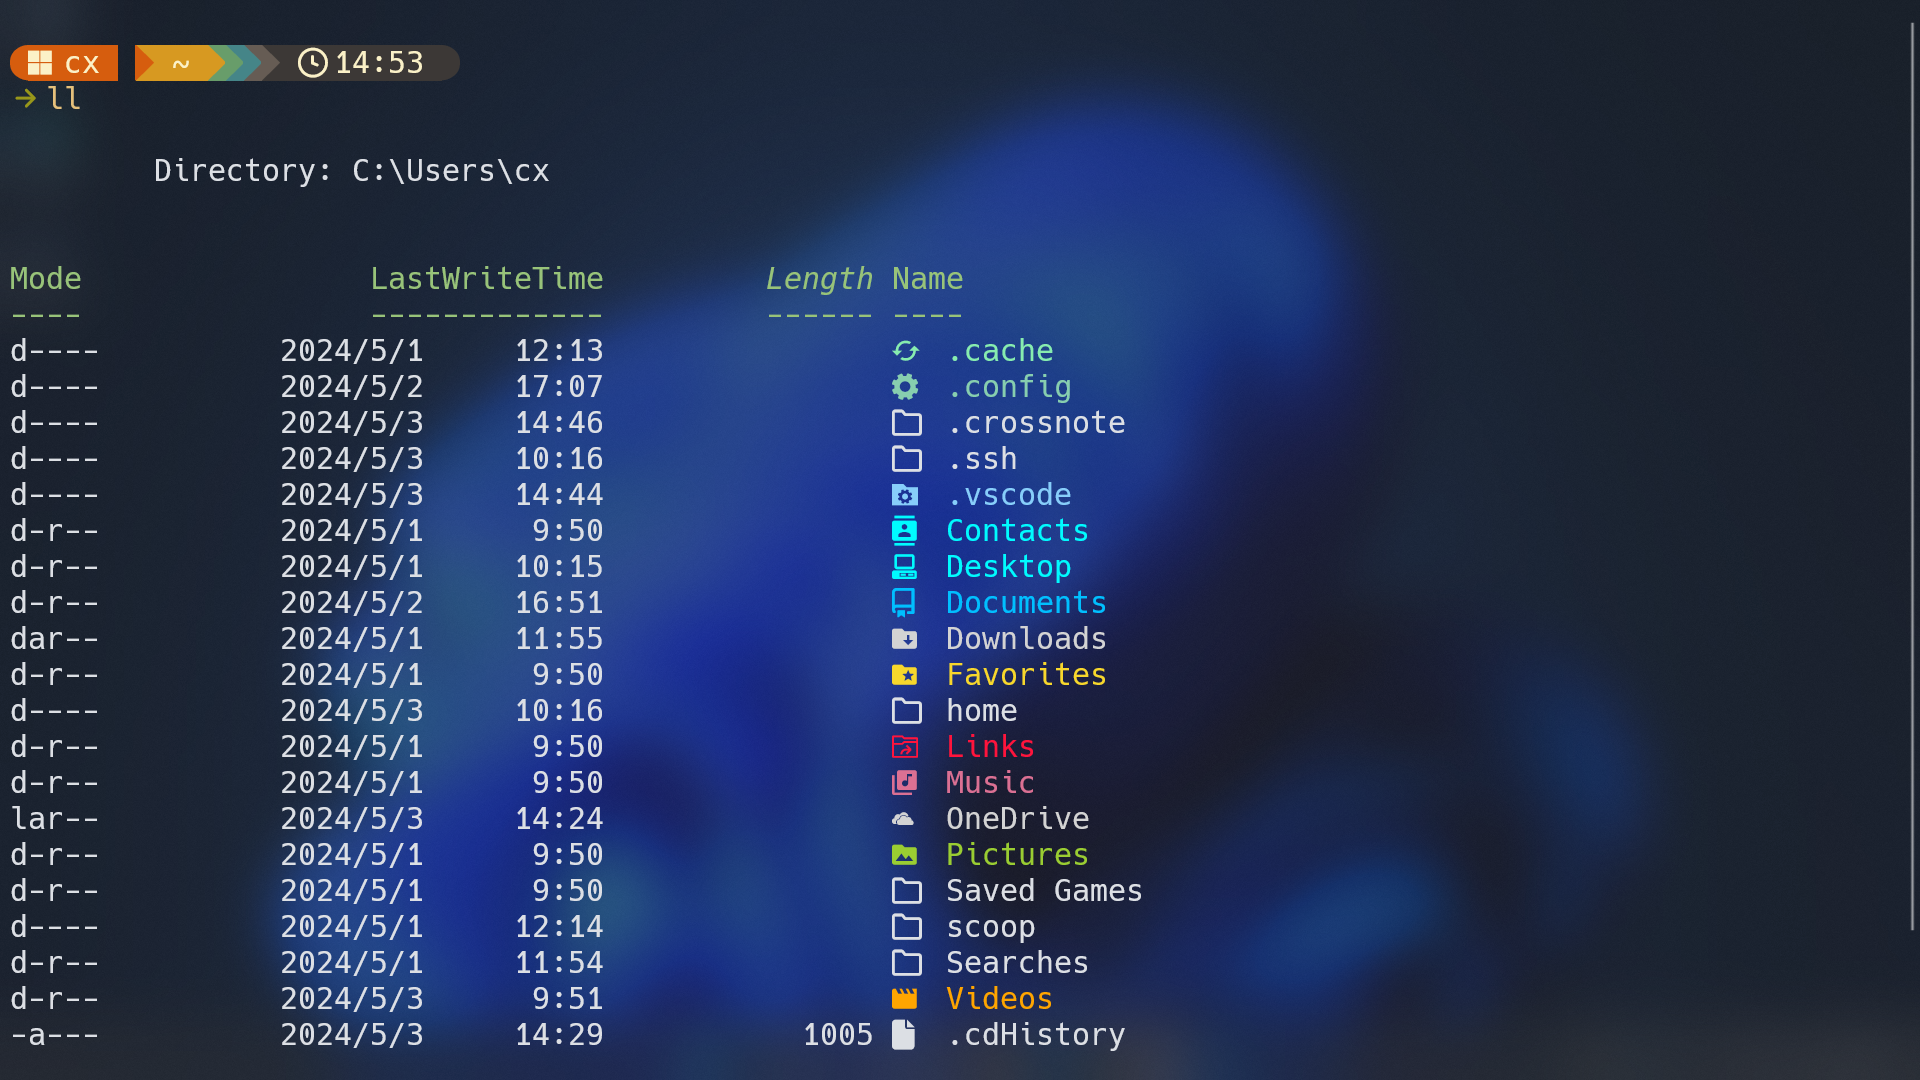 cx ~ 14:53
→ ll
Directory: C:\Users\cx
Mode LastWriteTime Length Name
---- ------------- ------ ----
d---- 2024/5/1 12:13 .cache
d---- 2024/5/2 17:07 .config
d---- 2024/5/3 14:46 .crossnote
d---- 2024/5/3 10:16 .ssh
d---- 2024/5/3 14:44 .vscode
d-r-- 2024/5/1 9:50 Contacts
d-r-- 2024/5/1 10:15 Desktop
d-r-- 2024/5/2 16:51 Documents
dar-- 2024/5/1 11:55 Downloads
d-r-- 2024/5/1 9:50 Favorites
d---- 2024/5/3 10:16 home
d-r-- 2024/5/1 9:50 Links
d-r-- 2024/5/1 9:50 Music
lar-- 2024/5/3 14:24 OneDrive
d-r-- 2024/5/1 9:50 Pictures
d-r-- 2024/5/1 9:50 Saved Games
d---- 2024/5/1 12:14 scoop
d-r-- 2024/5/1 11:54 Searches
d-r-- 2024/5/3 9:51 Videos
-a--- 2024/5/3 14:29 1005 .cdHistory